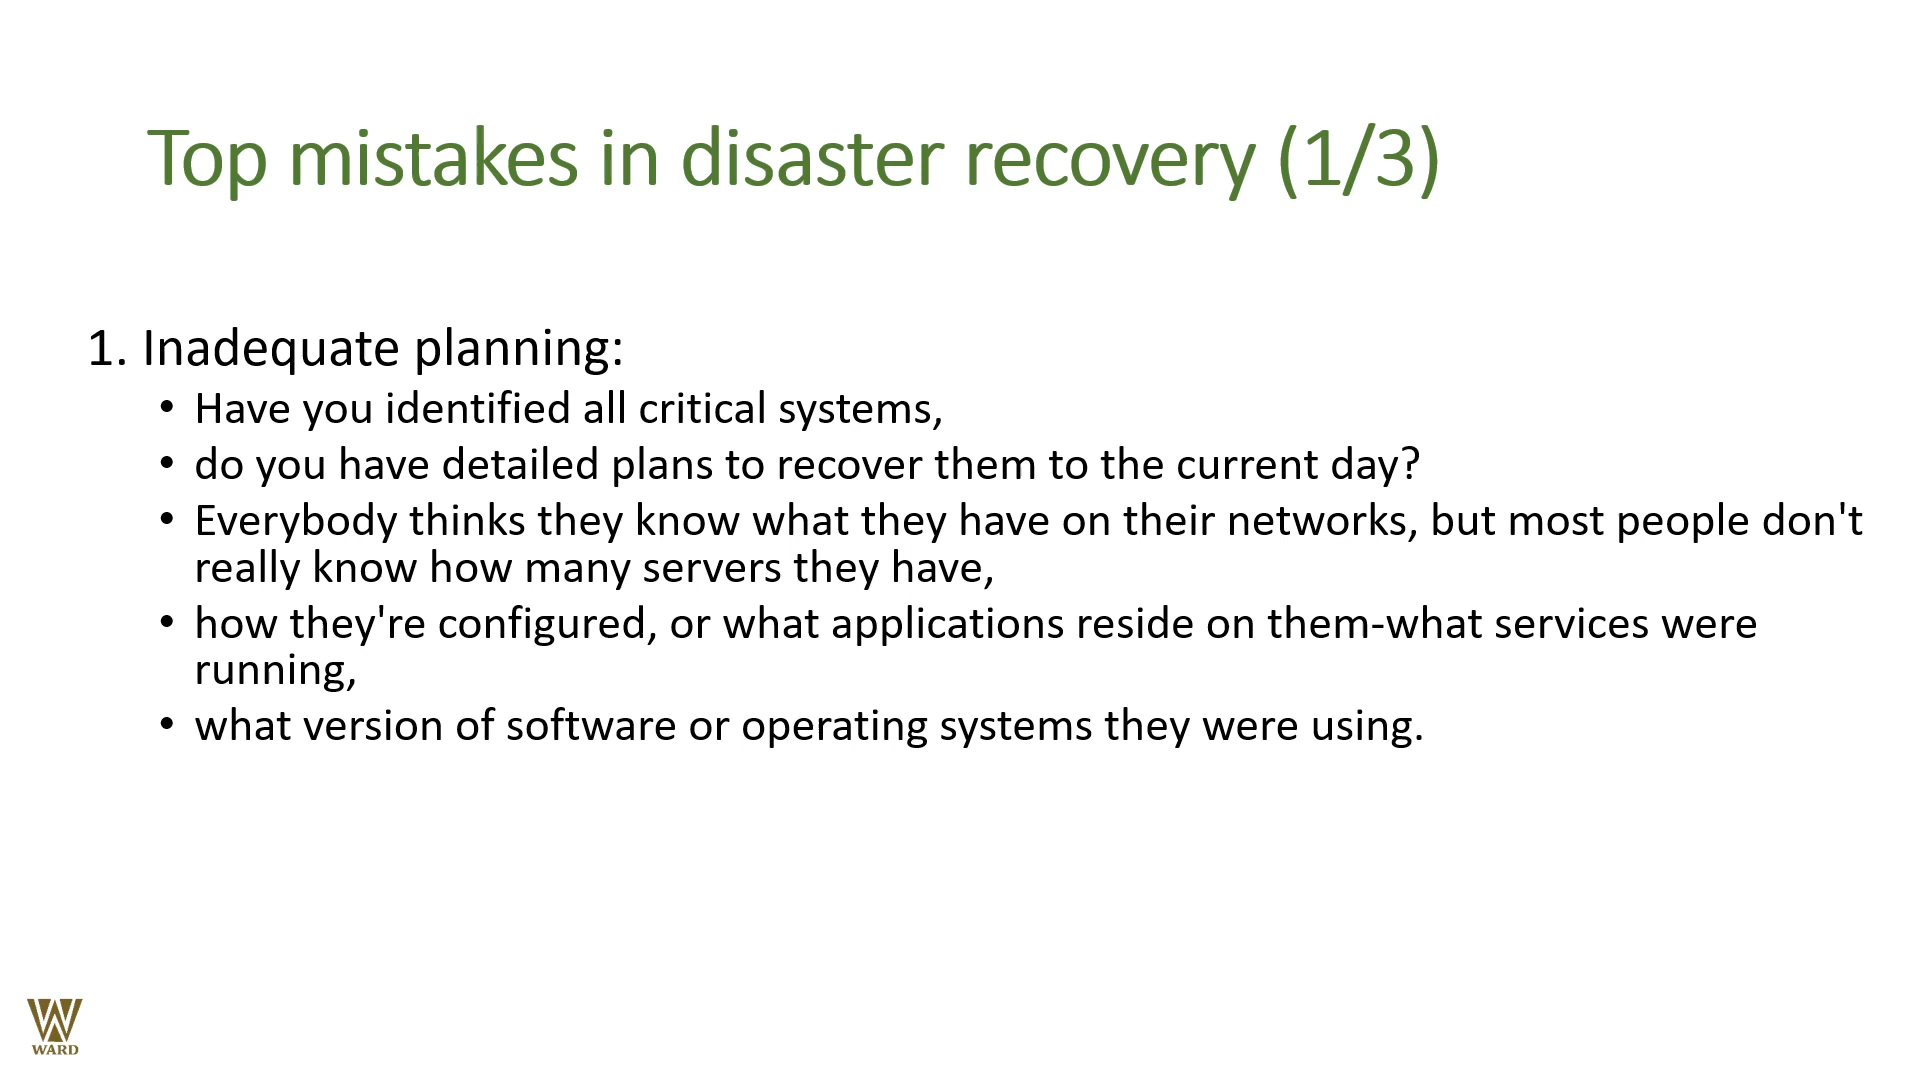 Top mistakes in disaster recovery (1/3)
1. Inadequate planning:
• Have you identified all critical systems,
• do you have detailed plans to recover them to the current day?
• Everybody thinks they know what they have on their networks, but most people don't
really know how many servers they have,
• how they're configured, or what applications reside on them-what services were
running,
• what version of software or operating systems they were using.
WARD